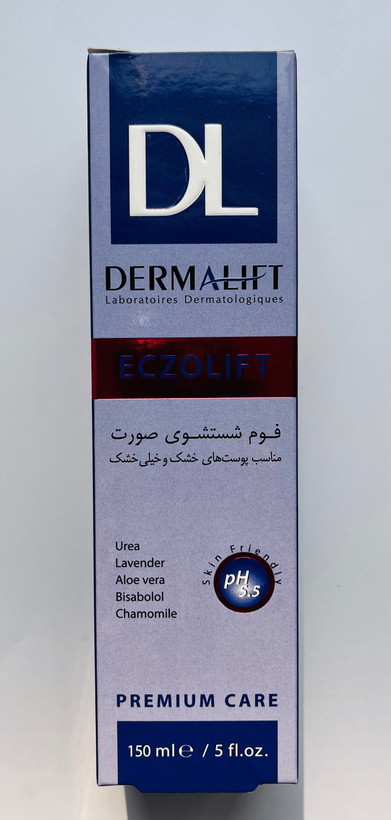 DL
DERMALIFT
Laboratoires Dermatologiques
ECZOLIFT
فوم شستشوی صورت
مناسب پوست‌های خشک و خیلی خشک
Urea
Lavender
Aloe vera
Bisabolol
Chamomile
Skin Friendly
pH
5.5
PREMIUM CARE
150 ml ℮ / 5 fl.oz.